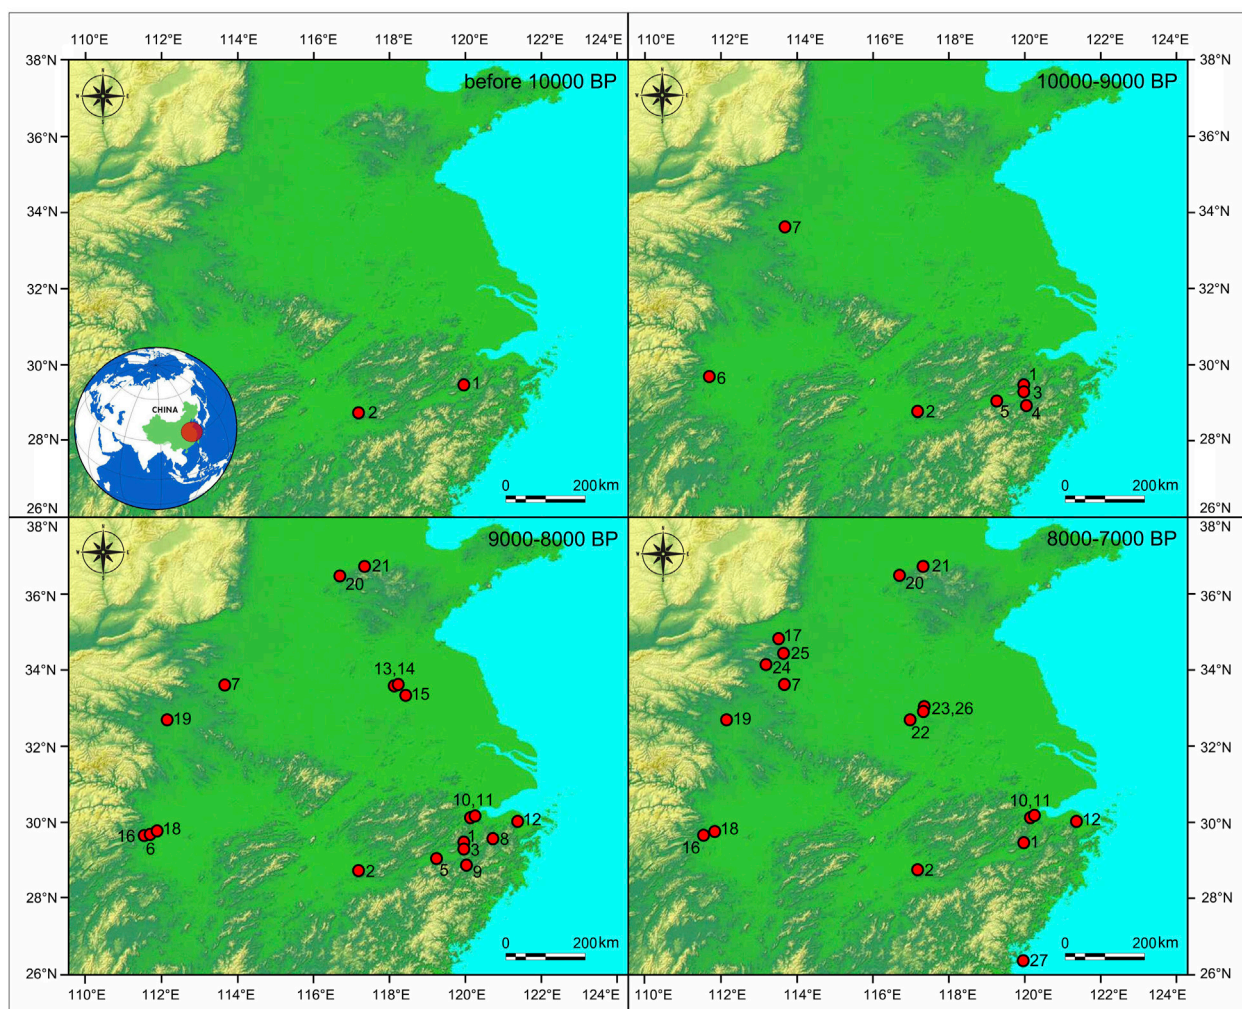 110°E 112°E 114°E 116°E 118°E 120°E 122°E 124°E 110°E 112°E 114°E 116°E 118°E 120°E 122°E 124°E
38°N
36°N
34°N
32°N
30°N
28°N
26°N
N
W E
S
before 10000 BP
1
2
CHINA
0 200km
N
W E
S
10000-9000 BP
7
6
1
3
5
4
2
0 200km
38°N
36°N
34°N
32°N
30°N
28°N
26°N
38°N
36°N
34°N
32°N
30°N
28°N
26°N
N
W E
S
9000-8000 BP
21
20
13,14
15
7
19
10,11
12
16 18
6
1
8
3
5
9
2
0 200km
N
W E
S
8000-7000 BP
21
20
17
25
24
7
23,26
22
19
10,11
12
18
16
1
2
27
0 200km
38°N
36°N
34°N
32°N
30°N
28°N
26°N
110°E 112°E 114°E 116°E 118°E 120°E 122°E 124°E 110°E 112°E 114°E 116°E 118°E 120°E 122°E 124°E